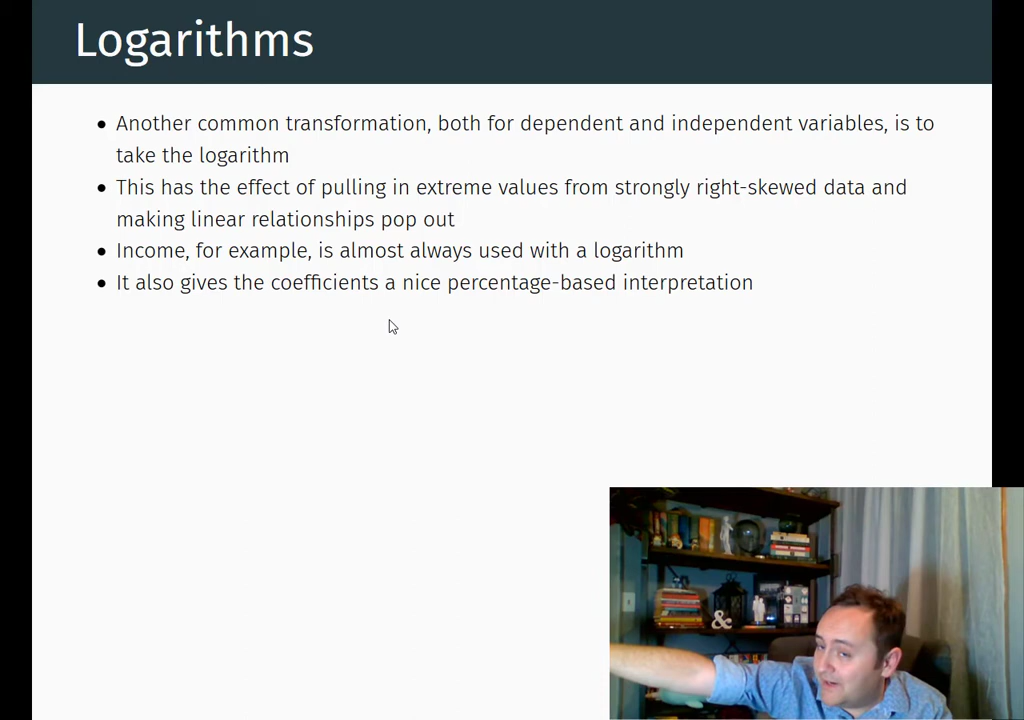 Logarithms
• Another common transformation, both for dependent and independent variables, is to
take the logarithm
• This has the effect of pulling in extreme values from strongly right-skewed data and
making linear relationships pop out
• Income, for example, is almost always used with a logarithm
• It also gives the coefficients a nice percentage-based interpretation
&